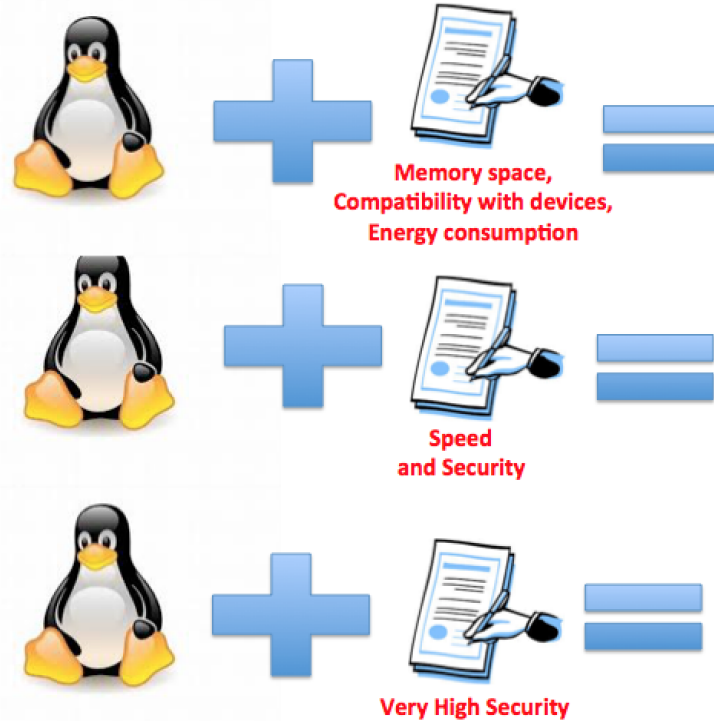 Memory space,
Compatibility with devices,
Energy consumption
Speed
and Security
Very High Security